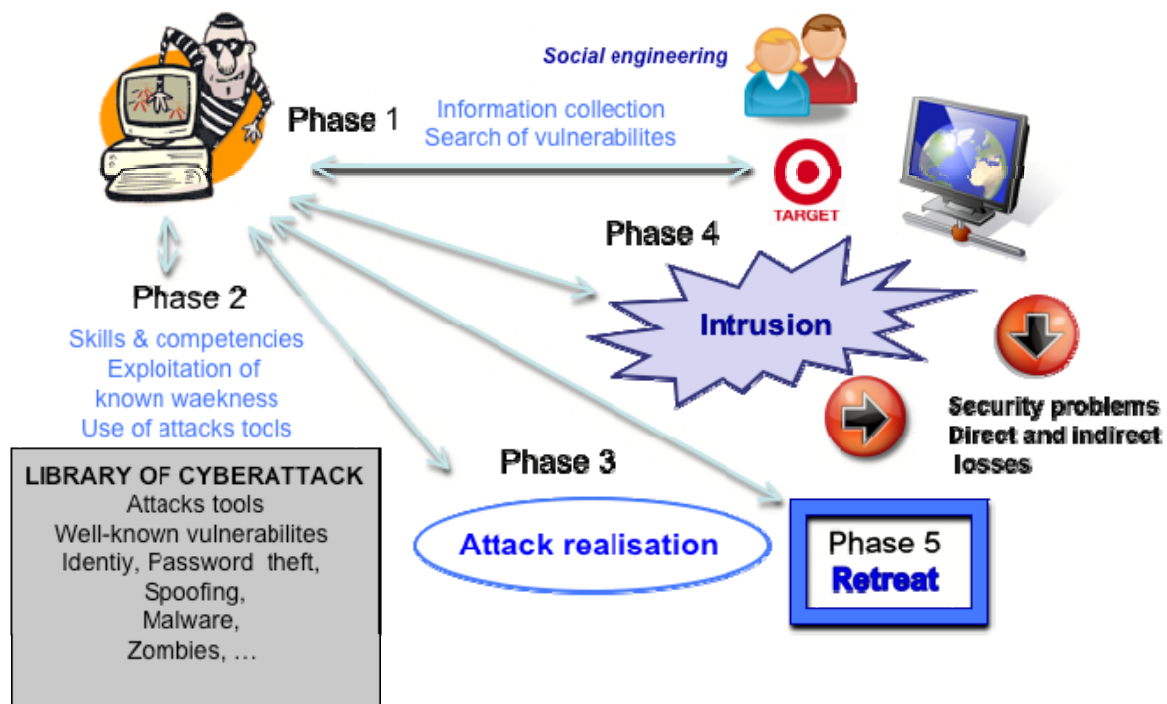 Social engineering
Phase 1
Information collection
Search of vulnerabilites
TARGET
Phase 4
Intrusion
Phase 2
Skills & competencies
Exploitation of
known waekness
Use of attacks tools
Security problems
Direct and indirect
losses
Phase 3
Attack realisation
Phase 5
Retreat
LIBRARY OF CYBERATTACK
Attacks tools
Well-known vulnerabilites
Identiy, Password theft,
Spoofing,
Malware,
Zombies, ...